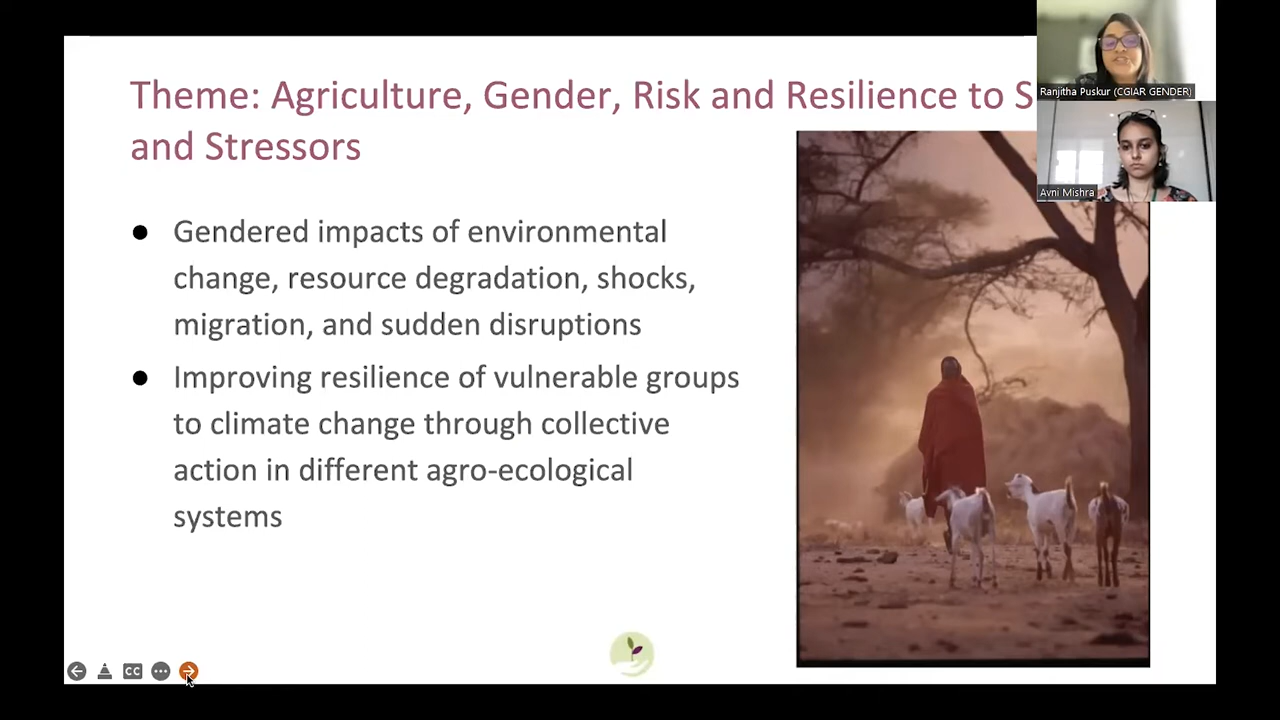 Theme: Agriculture, Gender, Risk and Resilience to S
and Stressors
Gendered impacts of environmental
change, resource degradation, shocks,
migration, and sudden disruptions
Improving resilience of vulnerable groups
to climate change through collective
action in different agro-ecological
systems
Ranjitha Puskur (CGIAR GENDER)
Avni Mishra
CC